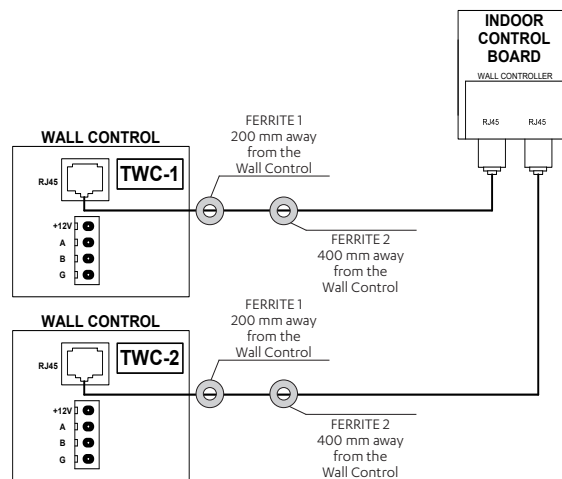 INDOOR
CONTROL
BOARD
WALL CONTROLLER
RJ45 RJ45
FERRITE 1
200 mm away
from the
Wall Control
WALL CONTROL
RJ45
TWC-1
+12V
A
B
G
FERRITE 2
400 mm away
from the
Wall Control
FERRITE 1
200 mm away
from the
Wall Control
WALL CONTROL
RJ45
TWC-2
+12V
A
B
G
FERRITE 2
400 mm away
from the
Wall Control